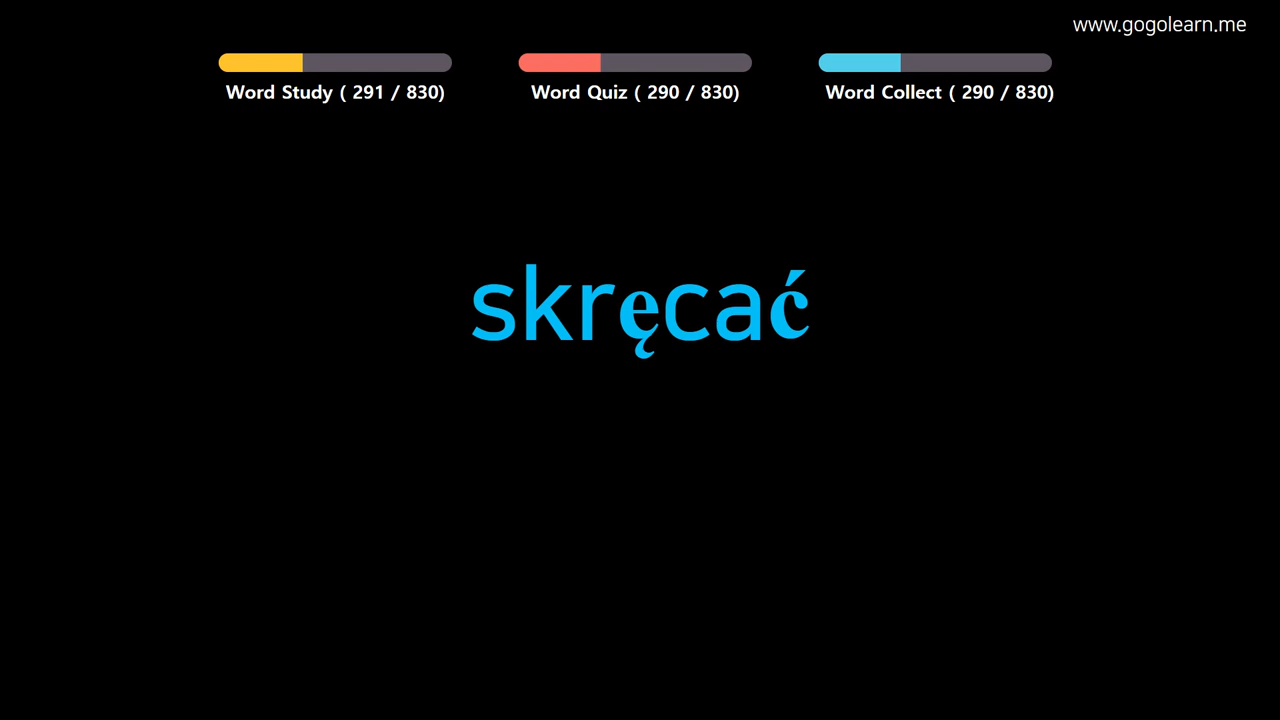 www.gogolearn.me
Word Study ( 291 / 830)
Word Quiz ( 290 / 830)
Word Collect ( 290 / 830)
skręcać